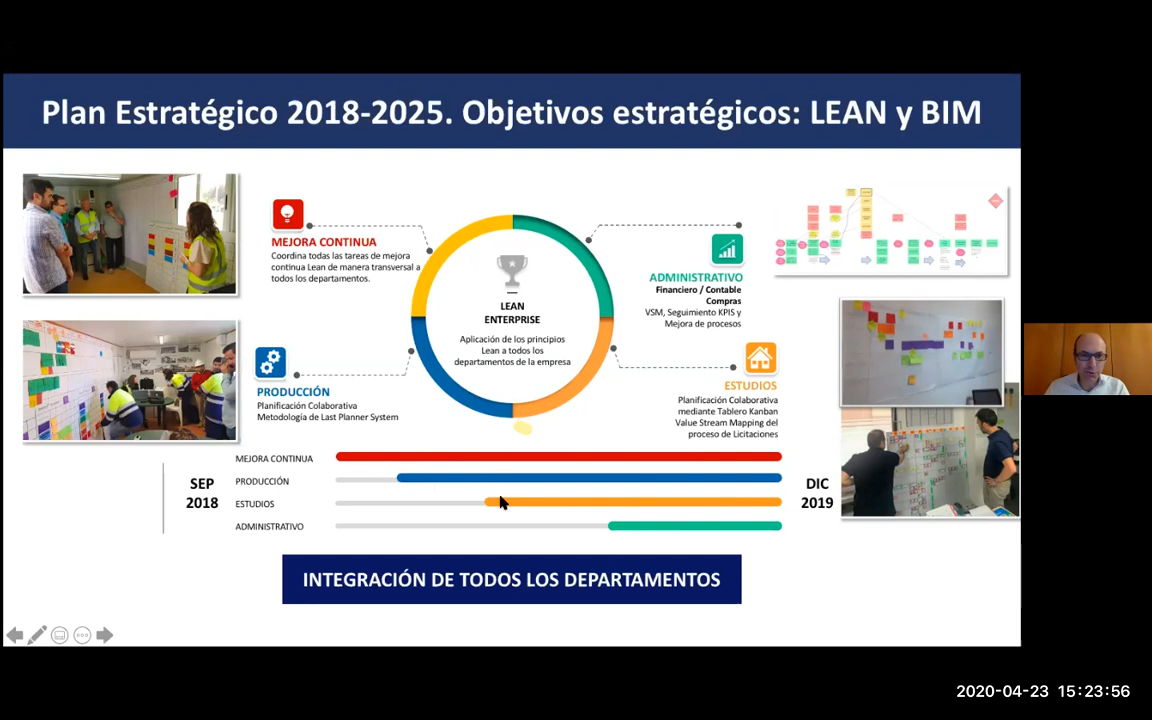 Plan Estratégico 2018-2025. Objetivos estratégicos: LEAN y BIM
MEJORA CONTINUA
Coordina todas las tareas de mejora
continua Lean de manera transversal a
todos los departamentos.
PRODUCCIÓN
Planificación Colaborativa
Metodología de Last Planner System
LEAN
ENTERPRISE
Aplicación de los principios
Lean a todos los
departamentos de la empresa
ADMINISTRATIVO
Financiero / Contable
Compras
VSM, Seguimiento KPIS y
Mejora de procesos
ESTUDIOS
Planificación Colaborativa
mediante Tablero Kanban
Value Stream Mapping del
proceso de Licitaciones
SEP
2018
MEJORA CONTINUA
PRODUCCIÓN
ESTUDIOS
ADMINISTRATIVO
DIC
2019
INTEGRACIÓN DE TODOS LOS DEPARTAMENTOS
2020-04-23 15:23:56